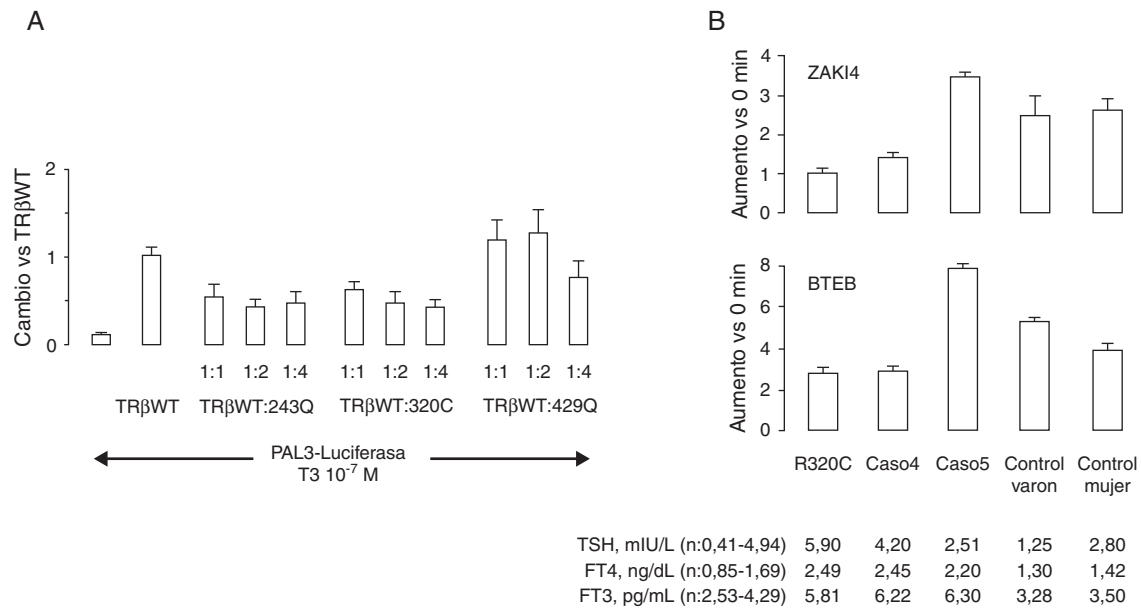 A
Cambio vs TRβWT
2
1
0
1:1 1:2 1:4 1:1 1:2 1:4 1:1 1:2 1:4
TRβWT TRβWT:243Q TRβWT:320C TRβWT:429Q
PAL3-Luciferasa
T3 10⁻⁷ M
B
Aumento vs 0 min
4
3
2
1
0
ZAKI4
Aumento vs 0 min
8
6
4
2
0
BTEB
R320C Caso4 Caso5 Control varon Control mujer
TSH, mIU/L (n:0,41-4,94) 5,90 4,20 2,51 1,25 2,80
FT4, ng/dL (n:0,85-1,69) 2,49 2,45 2,20 1,30 1,42
FT3, pg/mL (n:2,53-4,29) 5,81 6,22 6,30 3,28 3,50